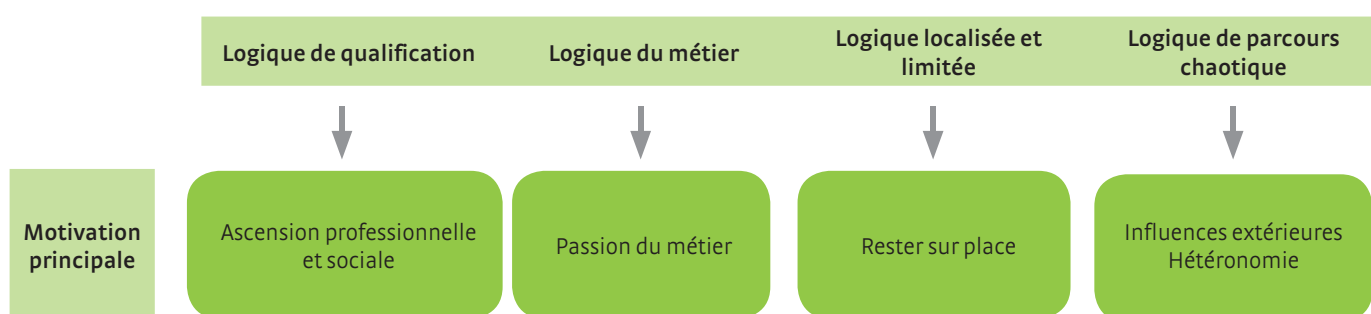 Logique de qualification
Logique du métier
Logique localisée et
limitée
Logique de parcours
chaotique
Motivation
principale
Ascension professionnelle
et sociale
Passion du métier
Rester sur place
Influences extérieures
Hétéronomie